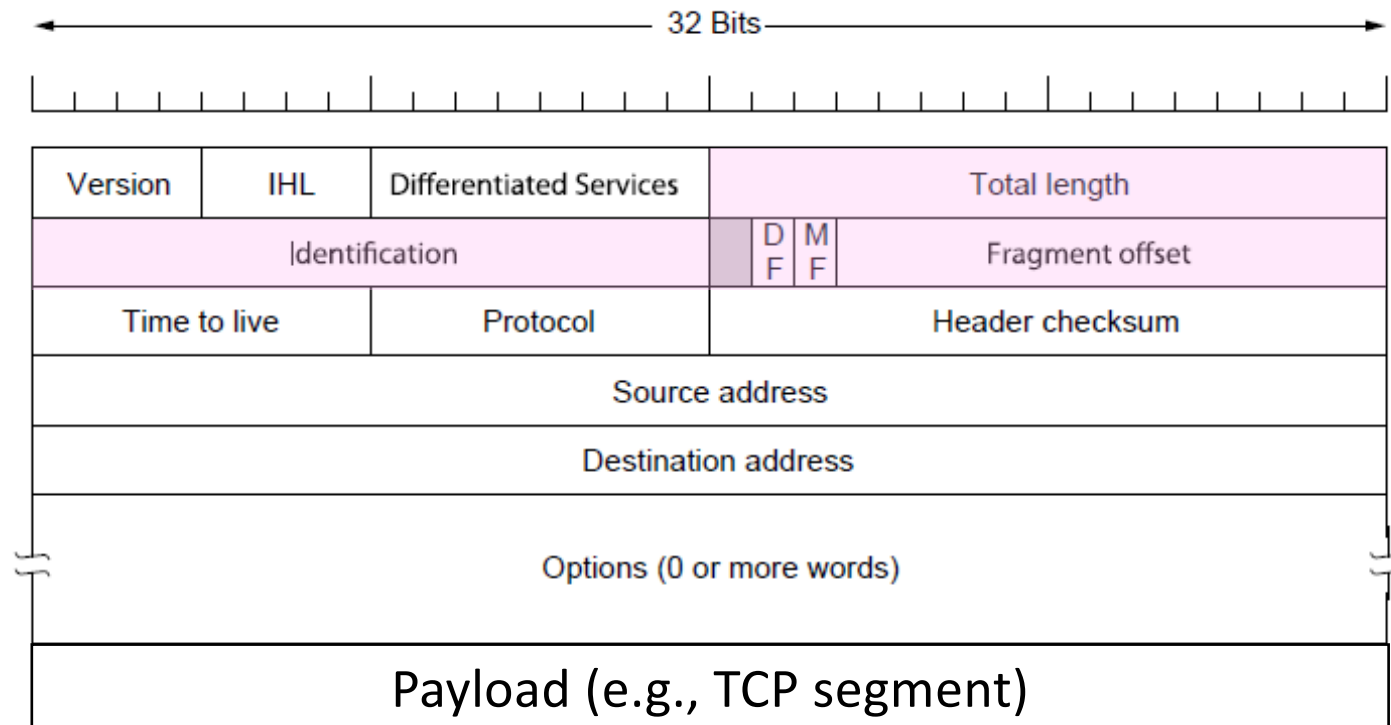 32 Bits
Version IHL Differentiated Services Total length
Identification D F M F Fragment offset
Time to live Protocol Header checksum
Source address
Destination address
Options (0 or more words)
Payload (e.g., TCP segment)